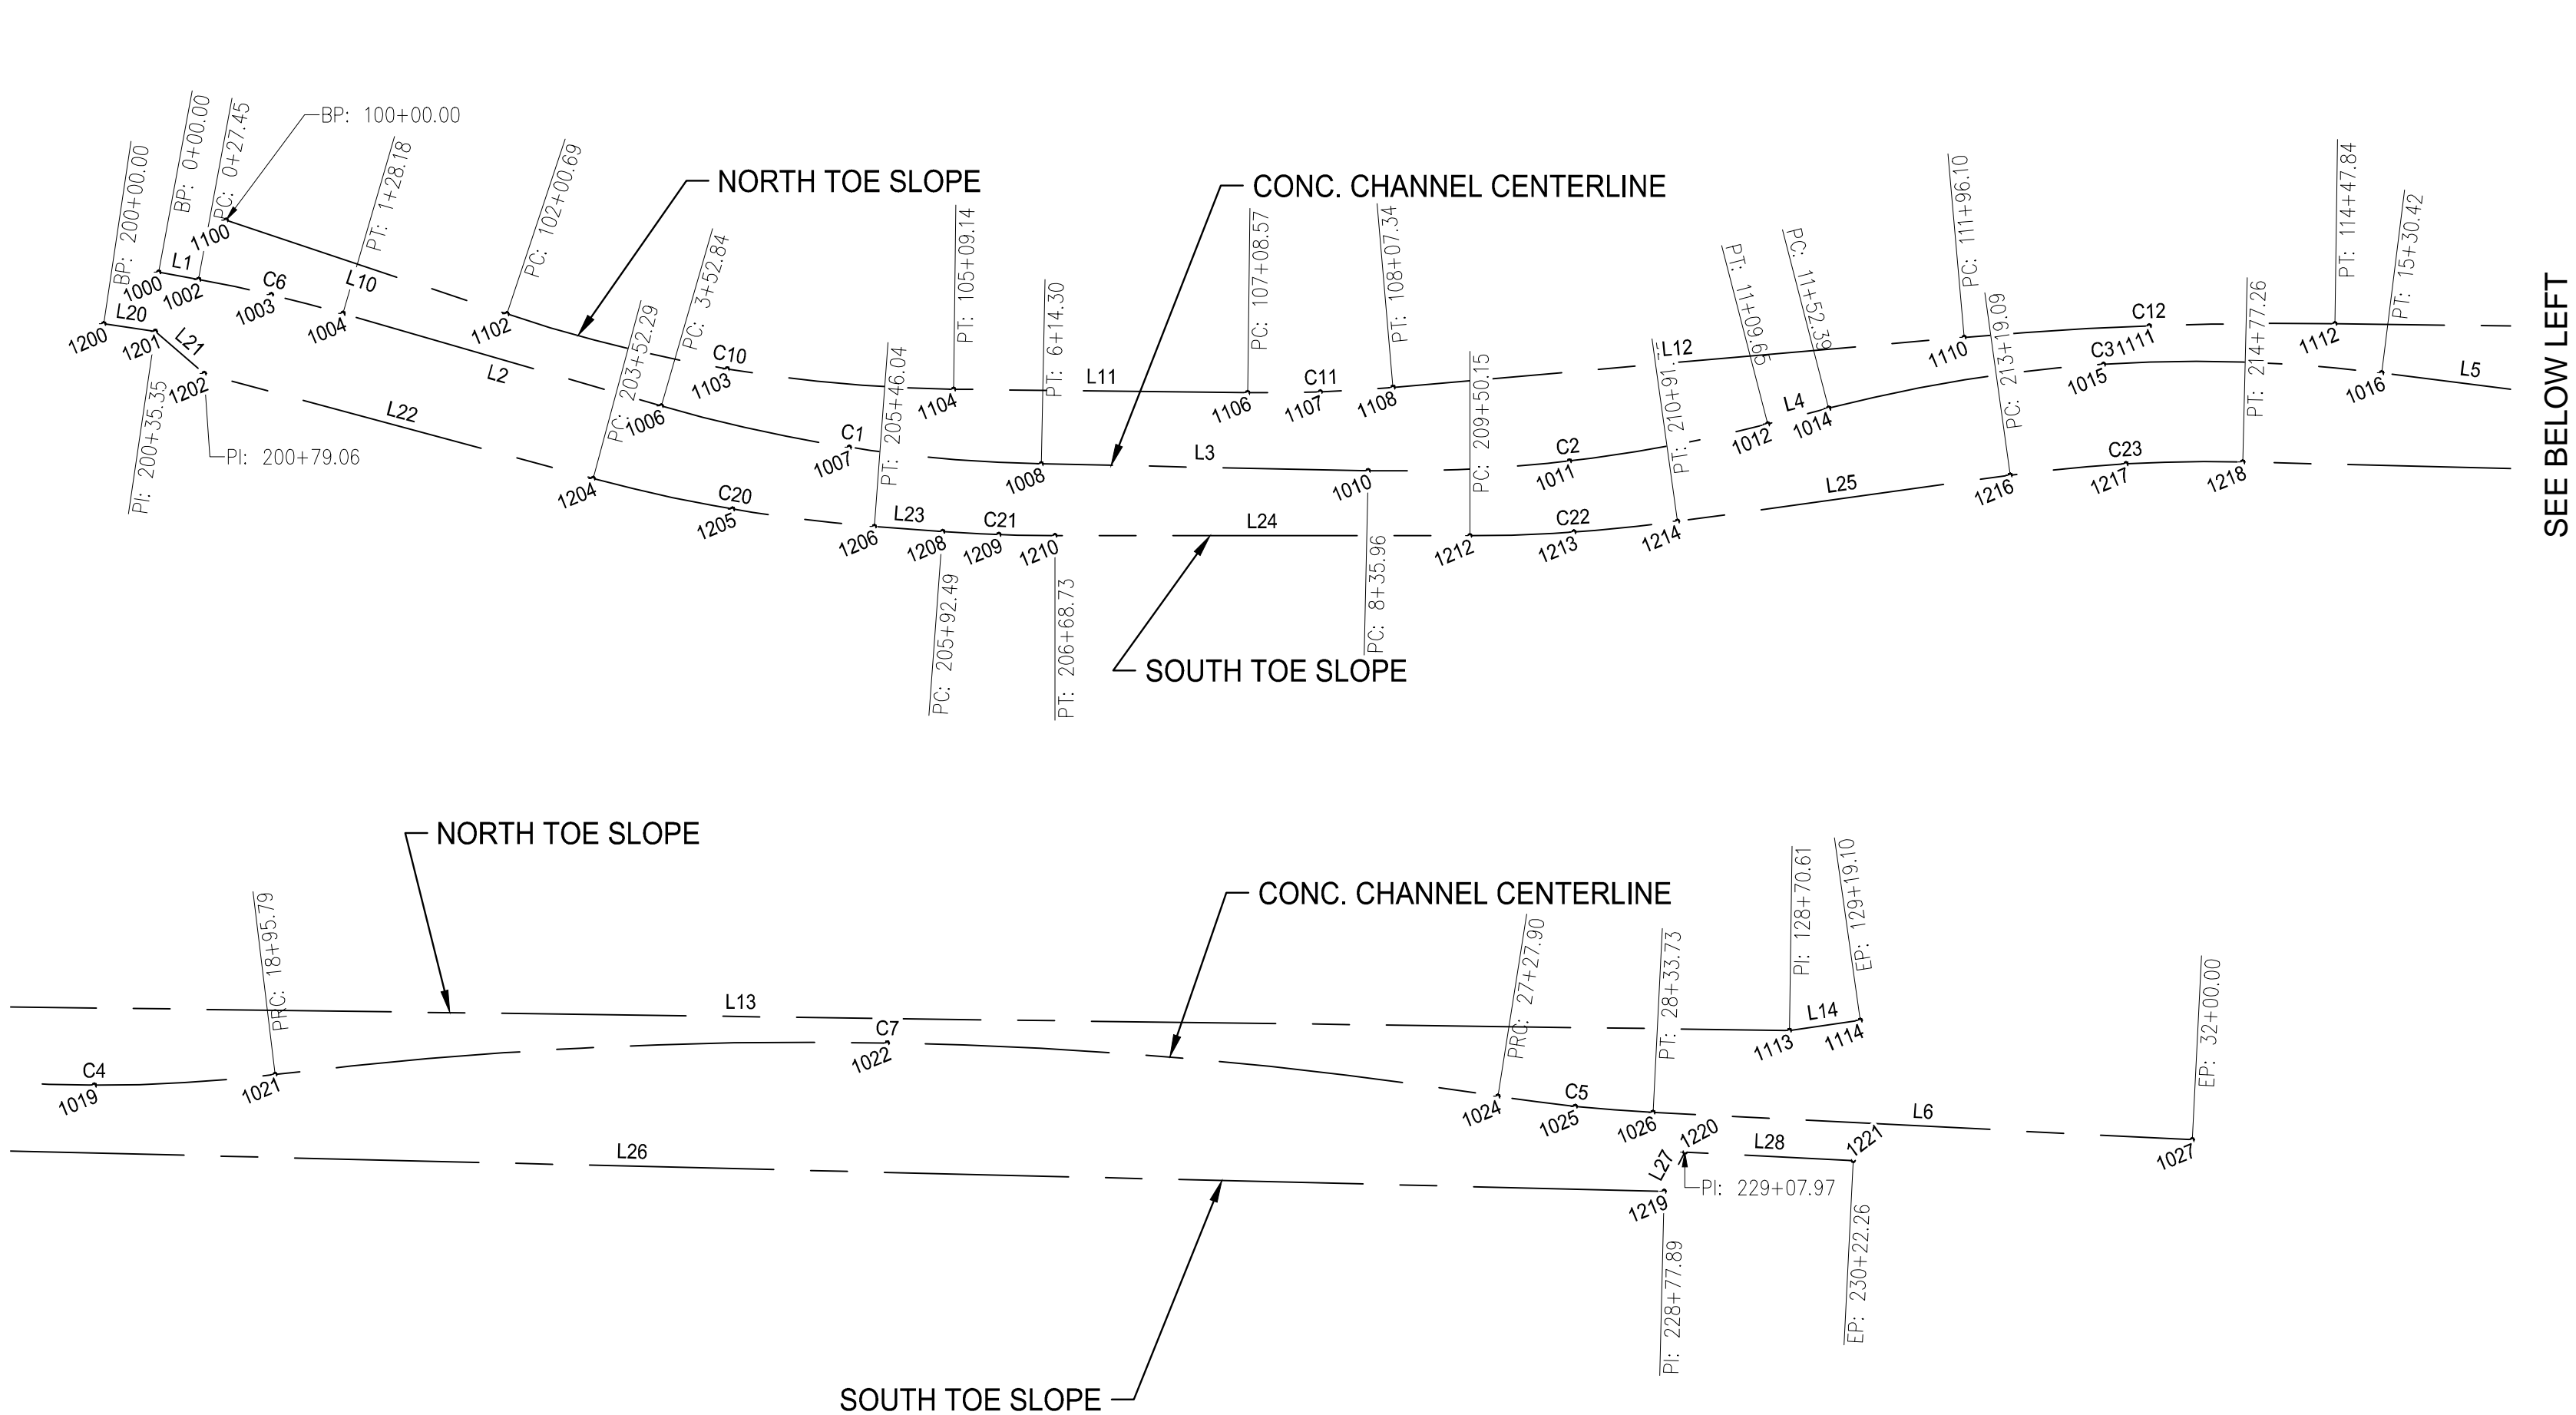 BP: 200+00.00
BP: 0+00.00
PC: 0+27.45
BP: 100+00.00
PT: 1+28.18
PC: 102+00.69
NORTH TOE SLOPE
PC: 3+52.84
PT: 105+09.14
CONC. CHANNEL CENTERLINE
PT: 6+14.30
PC: 107+08.57
PT: 108+07.34
PT: 11+09.65
PC: 11+52.39
PC: 111+96.10
PT: 114+47.84
PT: 15+30.42
1100
L1
1000
1002
C6
1003
L10
1004
1102
L20
1200
1201
L21
1202
PI: 200+35.35
PI: 200+79.06
L22
L2
PC: 203+52.29
1204
1006
C10
1103
C1
1007
PT: 205+46.04
1104
L11
1106
C11
1107
1108
L12
1110
C12
1111
C3
1015
1112
1016
L5
SEE BELOW LEFT
C20
1205
1206
L23
1208
C21
1209
1210
1008
L3
1010
C2
1011
1012
L4
1014
PC: 209+50.15
PT: 210+91.
PC: 213+19.09
PT: 214+77.26
L24
1212
C22
1213
1214
L25
1216
C23
1217
1218
PC: 205+92.49
PT: 206+68.73
PC: 8+35.96
SOUTH TOE SLOPE
NORTH TOE SLOPE
CONC. CHANNEL CENTERLINE
PRC: 18+95.79
PRC: 27+27.90
PT: 28+33.73
PI: 128+70.61
EP: 129+19.10
EP: 32+00.00
L13
C7
1022
L14
1113
1114
C4
1019
1021
1024
C5
1025
1026
1220
L28
L6
1221
1027
L26
L27
1219
PI: 229+07.97
PI: 228+77.89
EP: 230+22.26
SOUTH TOE SLOPE